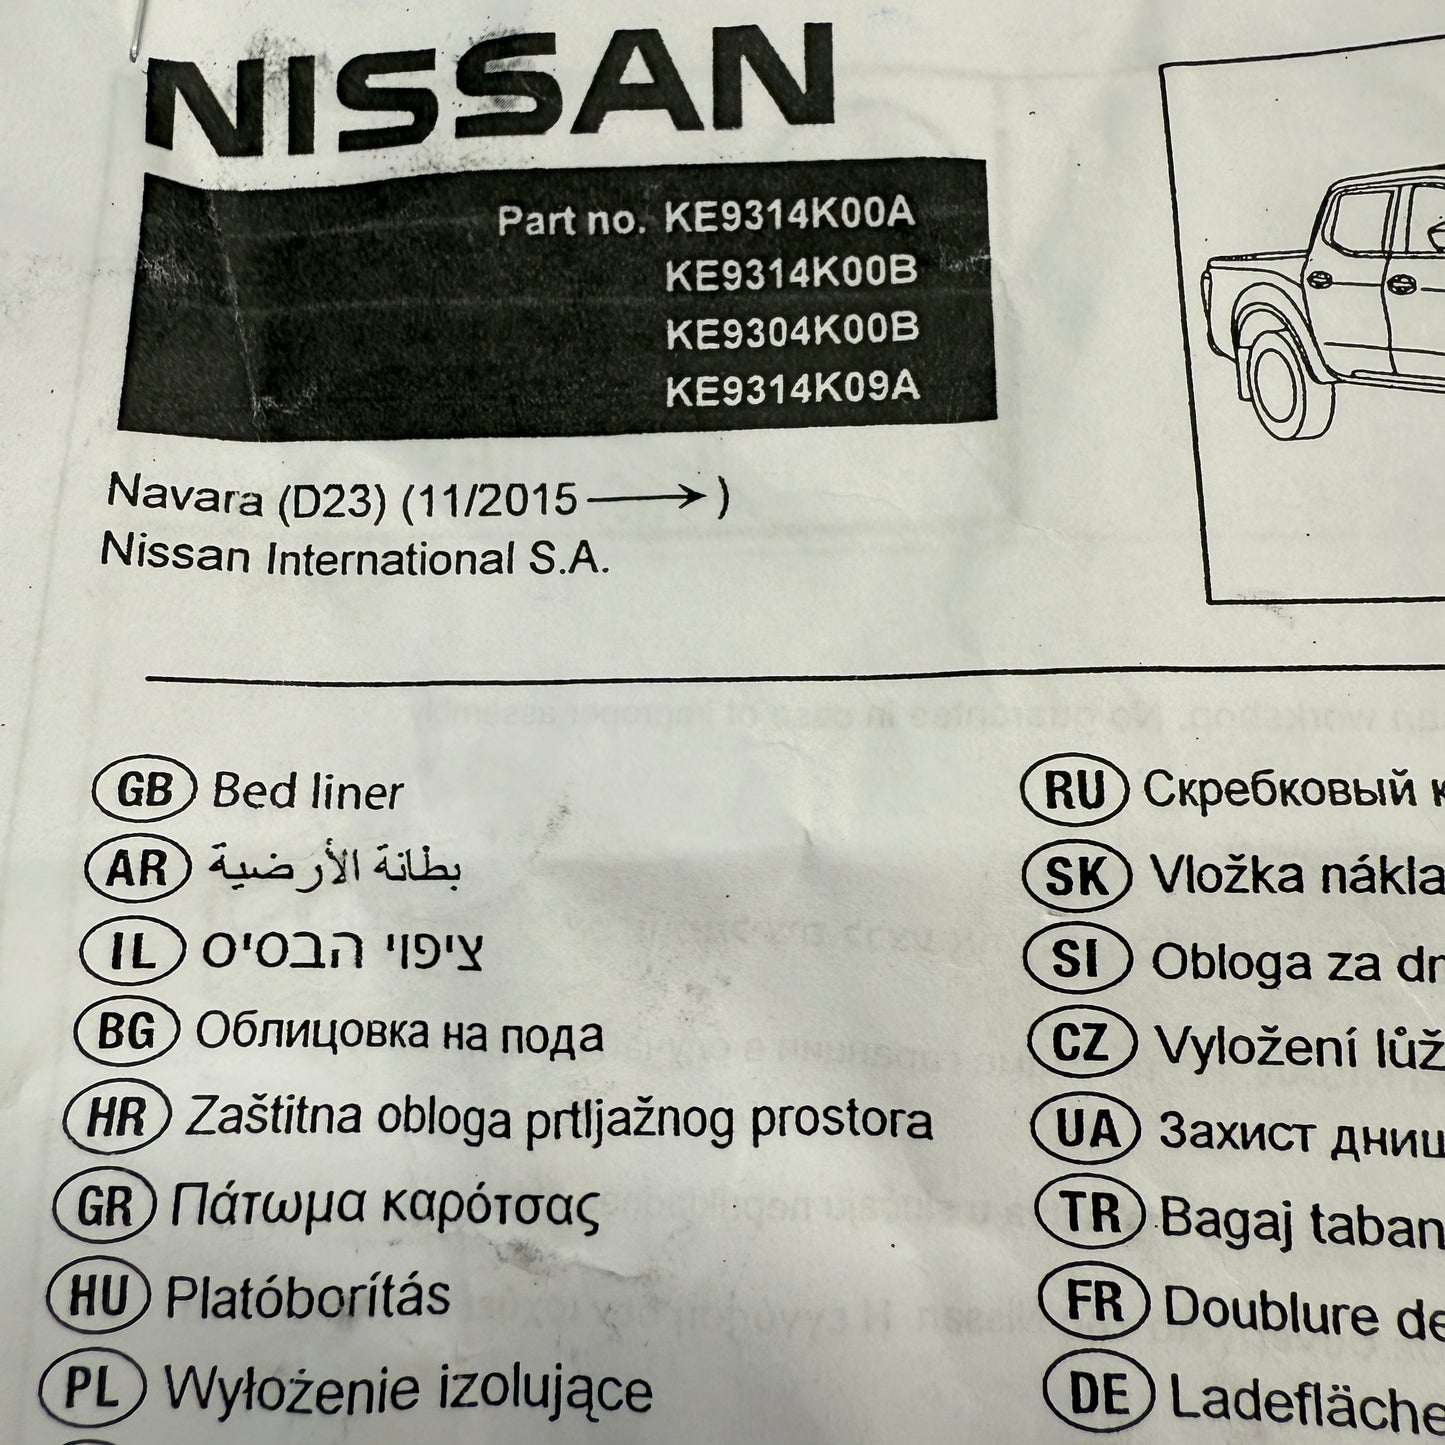 NISSAN
Part no. KE9314K00A
KE9314K00B
KE9304K00B
KE9314K09A
Navara (D23) (11/2015 → )
Nissan International S.A.
GB Bed liner
AR بطانة الأرضية
IL ציפוי הבסיס
BG Облицовка на пода
HR Zaštitna obloga prtljažnog prostora
GR Πάτωμα καρότσας
HU Platóborítás
PL Wyłożenie izolujące
RU Скребковый
SK Vložka
SI Obloga za
CZ Vyložení
UA Захист
TR Bagaj
FR Doublure
DE Ladefläche